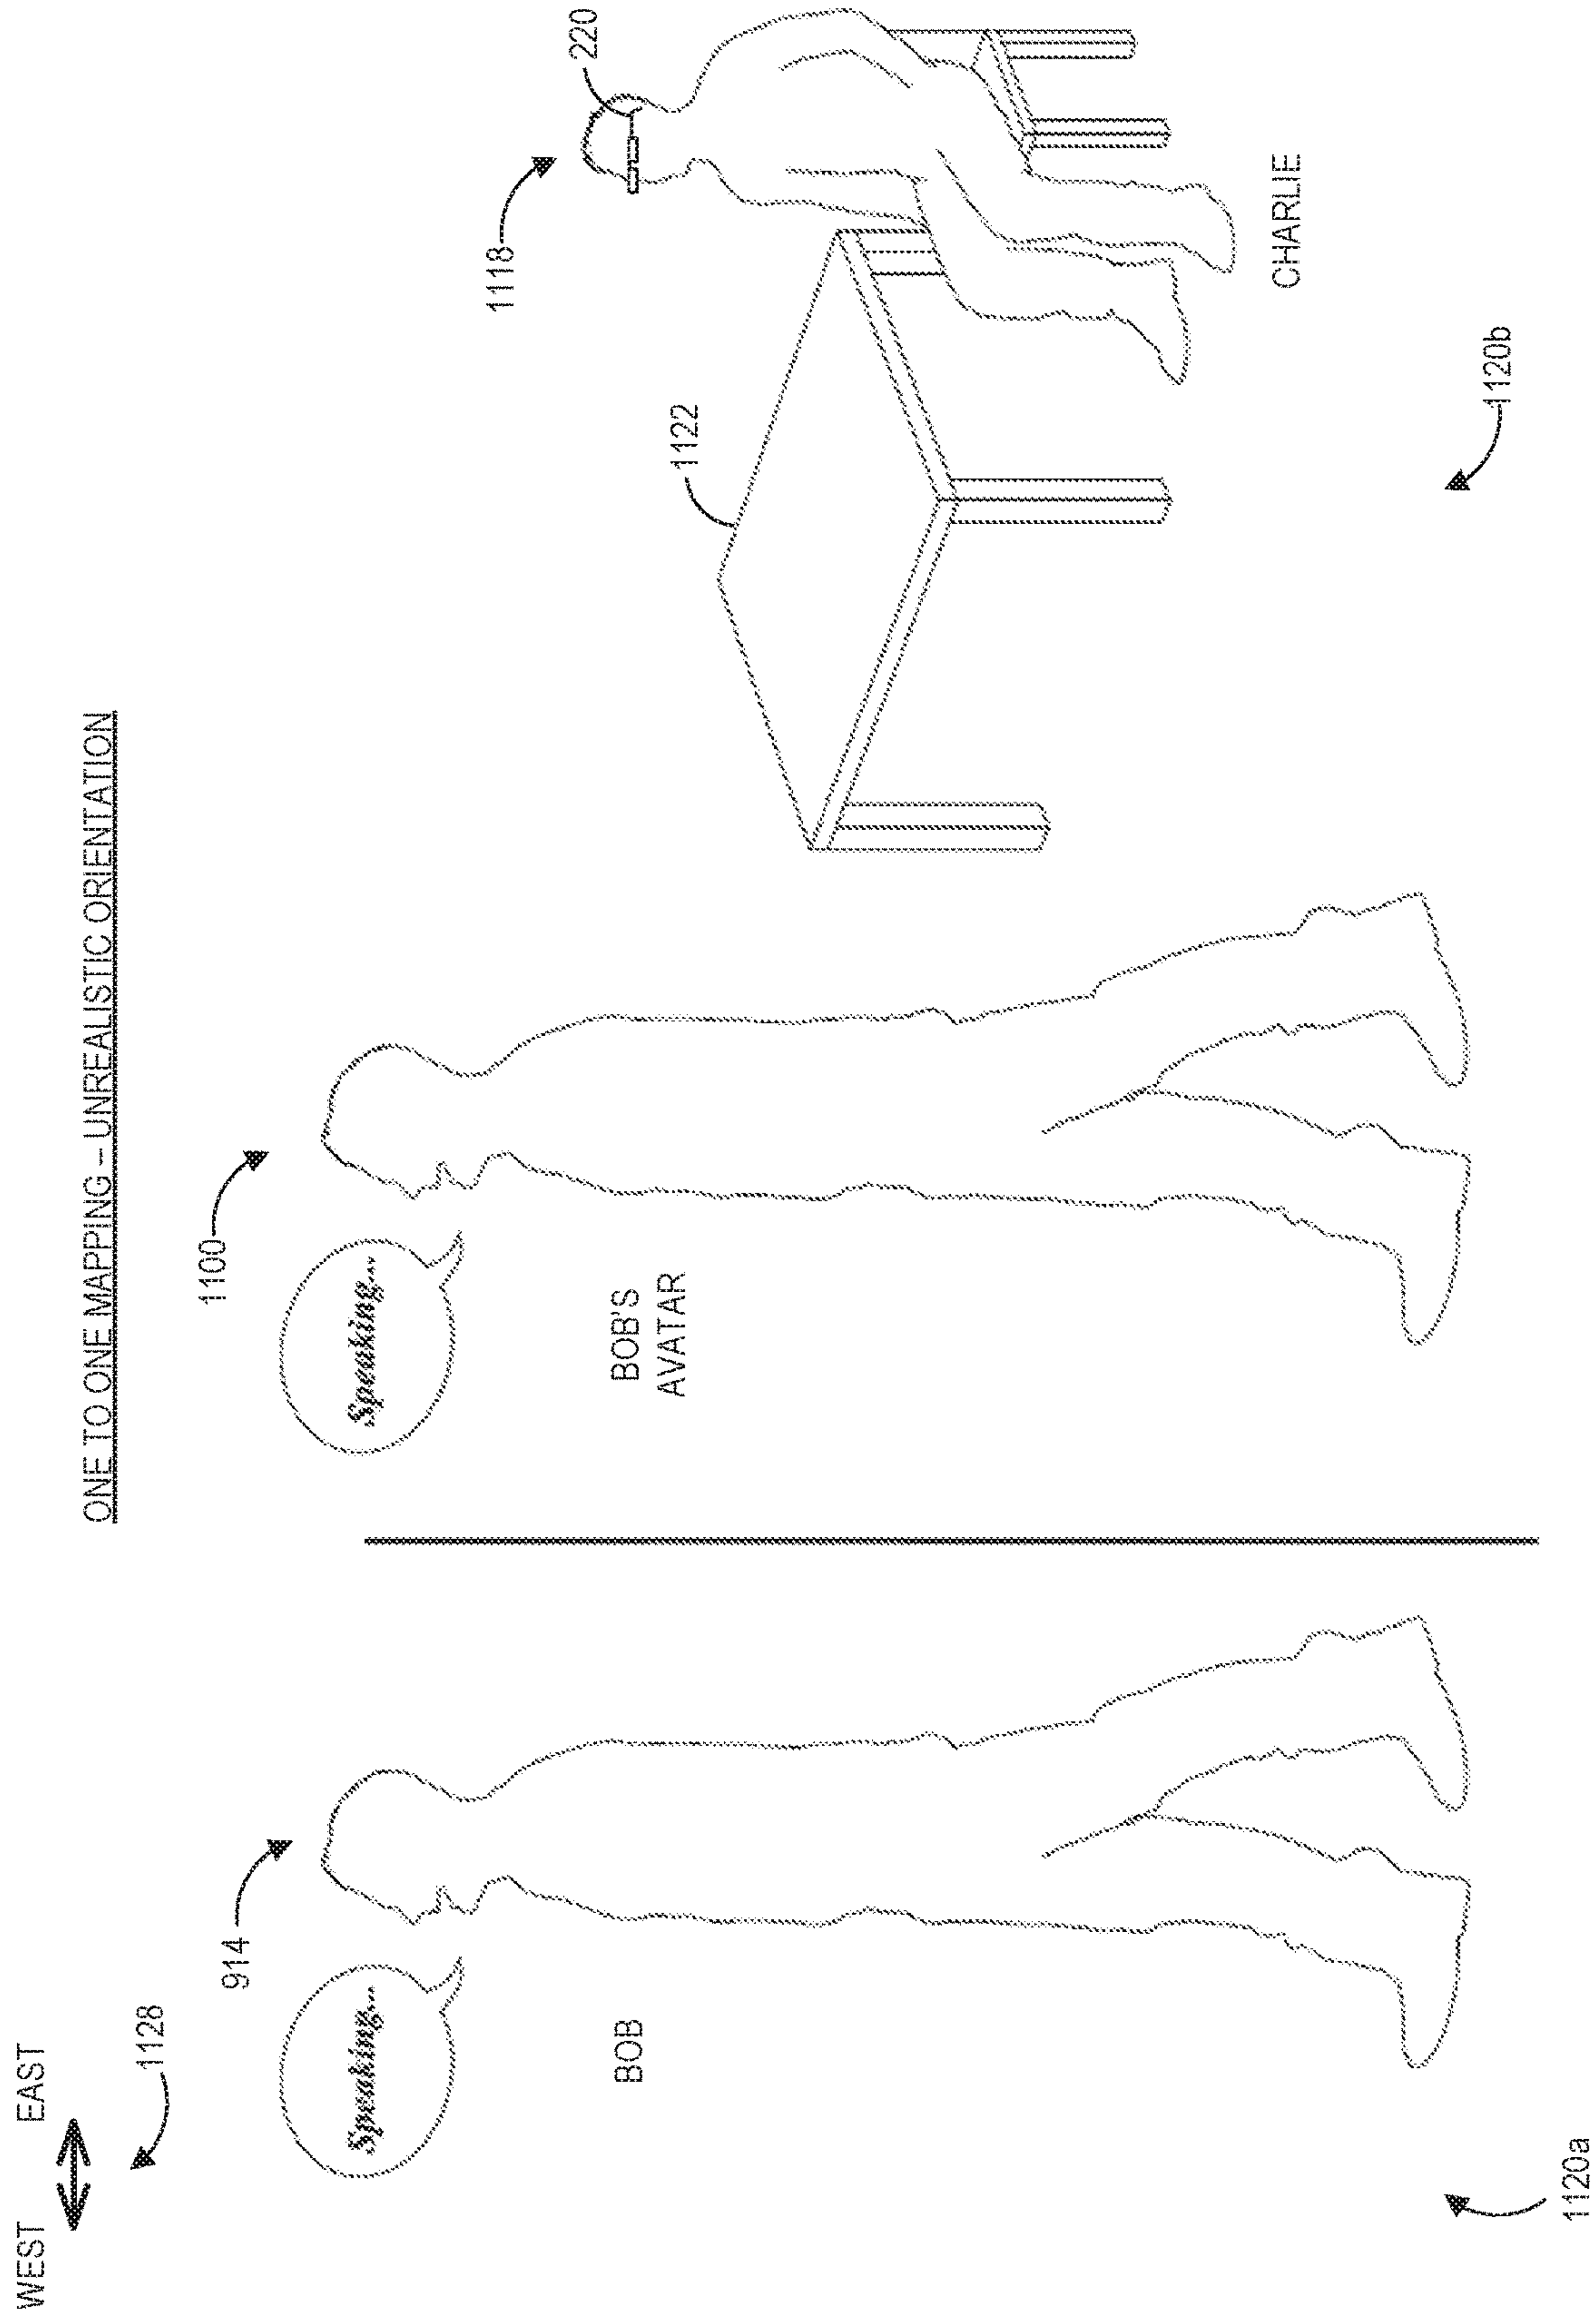 ONE TO ONE MAPPING – UNREALISTIC ORIENTATION
WEST EAST
1128
914
Speaking...
BOB
1120a
1100
Speaking...
BOB'S
AVATAR
1118
220
1122
CHARLIE
1120b